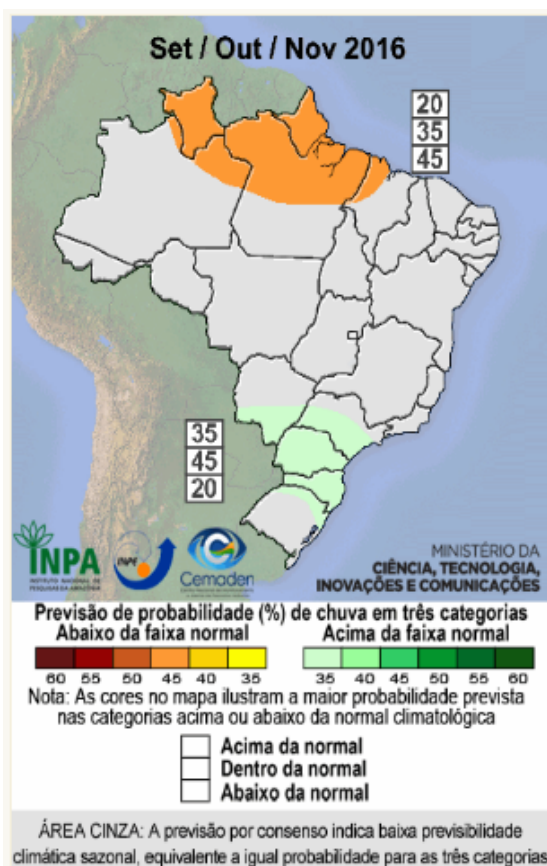 Set / Out / Nov 2016
20
35
45
35
45
20
INPA
INSTITUTO NACIONAL DE
PESQUISAS DA AMAZÔNIA
INPE
Cemaden
MINISTÉRIO DA
CIÊNCIA, TECNOLOGIA,
INOVAÇÕES E COMUNICAÇÕES
Previsão de probabilidade (%) de chuva em três categorias
Abaixo da faixa normal
Acima da faixa normal
60 55 50 45 40 35
35 40 45 50 55 60
Nota: As cores no mapa ilustram a maior probabilidade prevista
nas categorias acima ou abaixo da normal climatológica
Acima da normal
Dentro da normal
Abaixo da normal
ÁREA CINZA: A previsão por consenso indica baixa previsibilidade
climática sazonal, equivalente a igual probabilidade para as três categorias